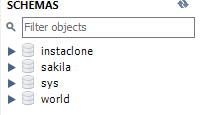 SCHEMAS
Filter objects
instaclone
sakila
sys
world